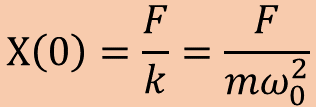 X(0) = F/k = F/(mω₀²)